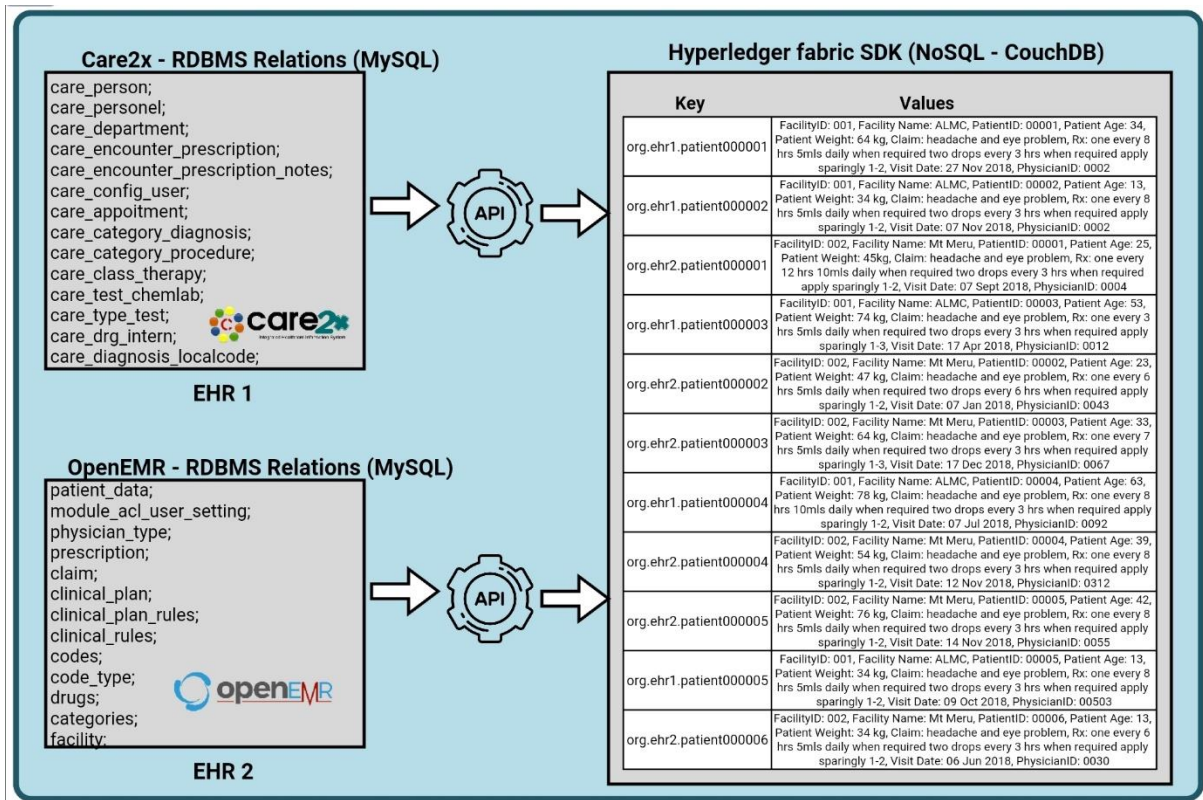 Care2x - RDBMS Relations (MySQL)
care_person;
care_personel;
care_department;
care_encounter_prescription;
care_encounter_prescription_notes;
care_config_user;
care_appoitment;
care_category_diagnosis;
care_category_procedure;
care_class_therapy;
care_test_chemlab;
care_type_test;
care_drg_intern;
care_diagnosis_localcode;
care2x
Integrated Healthcare Information System
EHR 1
API
OpenEMR - RDBMS Relations (MySQL)
patient_data;
module_acl_user_setting;
physician_type;
prescription;
claim;
clinical_plan;
clinical_plan_rules;
clinical_rules;
codes;
code_type;
drugs;
categories;
facility;
openEMR
EHR 2
API
Hyperledger fabric SDK (NoSQL - CouchDB)
Key Values
org.ehr1.patient000001
FacilityID: 001, Facility Name: ALMC, PatientID: 00001, Patient Age: 34,
Patient Weight: 64 kg, Claim: headache and eye problem, Rx: one every 8
hrs 5mls daily when required two drops every 3 hrs when required apply
sparingly 1-2, Visit Date: 27 Nov 2018, PhysicianID: 0002
org.ehr1.patient000002
FacilityID: 001, Facility Name: ALMC, PatientID: 00002, Patient Age: 13,
Patient Weight: 34 kg, Claim: headache and eye problem, Rx: one every 8
hrs 5mls daily when required two drops every 3 hrs when required apply
sparingly 1-2, Visit Date: 07 Nov 2018, PhysicianID: 0002
org.ehr2.patient000001
FacilityID: 002, Facility Name: Mt Meru, PatientID: 00001, Patient Age: 25,
Patient Weight: 45kg, Claim: headache and eye problem, Rx: one every
12 hrs 10mls daily when required two drops every 3 hrs when required
apply sparingly 1-2, Visit Date: 07 Sept 2018, PhysicianID: 0004
org.ehr1.patient000003
FacilityID: 001, Facility Name: ALMC, PatientID: 00003, Patient Age: 53,
Patient Weight: 74 kg, Claim: headache and eye problem, Rx: one every 3
hrs 5mls daily when required two drops every 3 hrs when required apply
sparingly 1-3, Visit Date: 17 Apr 2018, PhysicianID: 0012
org.ehr2.patient000002
FacilityID: 002, Facility Name: Mt Meru, PatientID: 00002, Patient Age: 23,
Patient Weight: 47 kg, Claim: headache and eye problem, Rx: one every 6
hrs 5mls daily when required two drops every 6 hrs when required apply
sparingly 1-2, Visit Date: 07 Jan 2018, PhysicianID: 0043
org.ehr2.patient000003
FacilityID: 002, Facility Name: Mt Meru, PatientID: 00003, Patient Age: 33,
Patient Weight: 64 kg, Claim: headache and eye problem, Rx: one every 7
hrs 5mls daily when required two drops every 3 hrs when required apply
sparingly 1-3, Visit Date: 17 Dec 2018, PhysicianID: 0067
org.ehr1.patient000004
FacilityID: 001, Facility Name: ALMC, PatientID: 00004, Patient Age: 63,
Patient Weight: 78 kg, Claim: headache and eye problem, Rx: one every 8
hrs 10mls daily when required two drops every 3 hrs when required apply
sparingly 1-2, Visit Date: 07 Jul 2018, PhysicianID: 0092
org.ehr2.patient000004
FacilityID: 002, Facility Name: Mt Meru, PatientID: 00004, Patient Age: 39,
Patient Weight: 54 kg, Claim: headache and eye problem, Rx: one every 8
hrs 5mls daily when required two drops every 3 hrs when required apply
sparingly 1-2, Visit Date: 12 Nov 2018, PhysicianID: 0312
org.ehr2.patient000005
FacilityID: 002, Facility Name: Mt Meru, PatientID: 00005, Patient Age: 42,
Patient Weight: 76 kg, Claim: headache and eye problem, Rx: one every 8
hrs 5mls daily when required two drops every 3 hrs when required apply
sparingly 1-2, Visit Date: 14 Nov 2018, PhysicianID: 0055
org.ehr1.patient000005
FacilityID: 001, Facility Name: ALMC, PatientID: 00005, Patient Age: 13,
Patient Weight: 34 kg, Claim: headache and eye problem, Rx: one every 8
hrs 5mls daily when required two drops every 3 hrs when required apply
sparingly 1-2, Visit Date: 09 Oct 2018, PhysicianID: 00503
org.ehr2.patient000006
FacilityID: 002, Facility Name: Mt Meru, PatientID: 00006, Patient Age: 13,
Patient Weight: 34 kg, Claim: headache and eye problem, Rx: one every 6
hrs 5mls daily when required two drops every 3 hrs when required apply
sparingly 1-2, Visit Date: 06 Jun 2018, PhysicianID: 0030